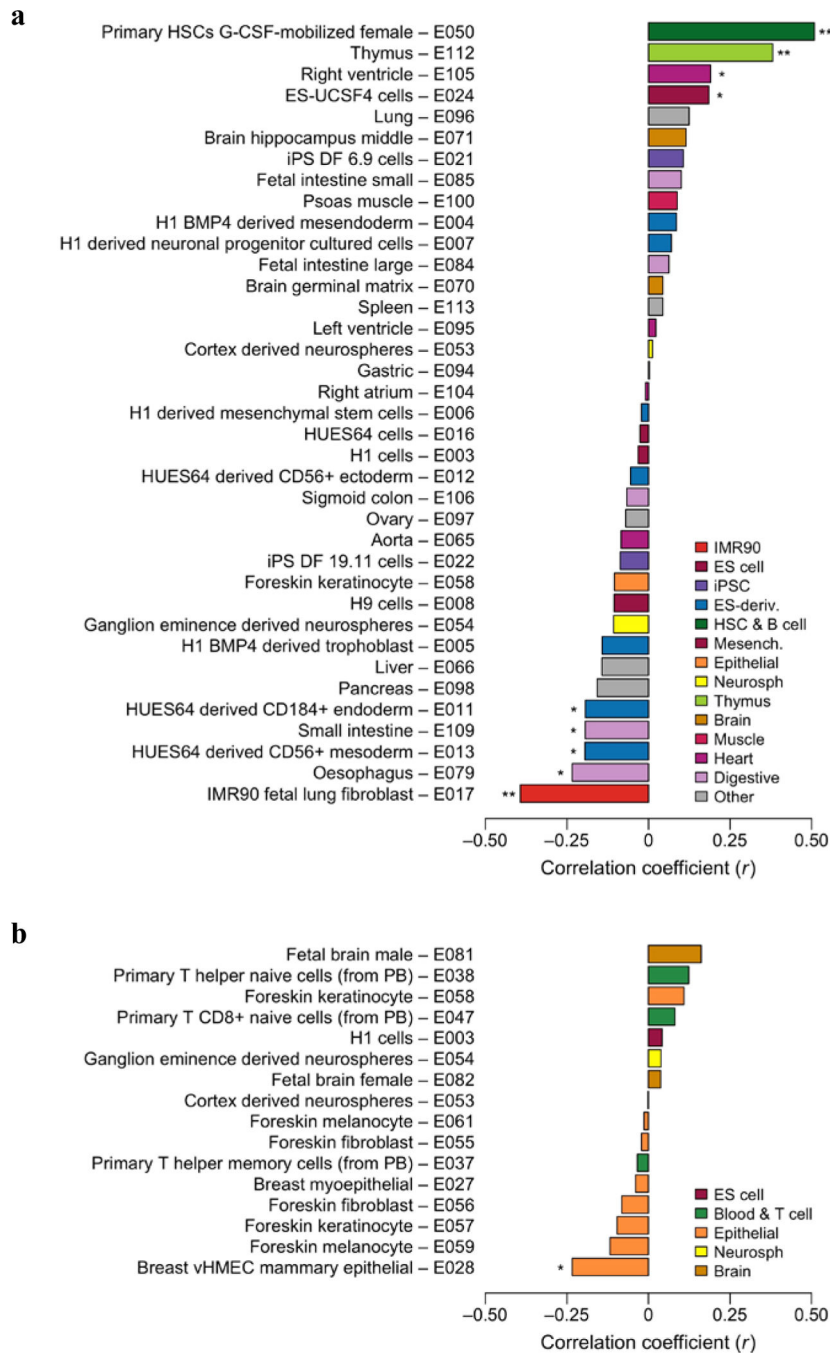 a
Primary HSCs G-CSF-mobilized female – E050 **
Thymus – E112 **
Right ventricle – E105 *
ES-UCSF4 cells – E024 *
Lung – E096
Brain hippocampus middle – E071
iPS DF 6.9 cells – E021
Fetal intestine small – E085
Psoas muscle – E100
H1 BMP4 derived mesendoderm – E004
H1 derived neuronal progenitor cultured cells – E007
Fetal intestine large – E084
Brain germinal matrix – E070
Spleen – E113
Left ventricle – E095
Cortex derived neurospheres – E053
Gastric – E094
Right atrium – E104
H1 derived mesenchymal stem cells – E006
HUES64 cells – E016
H1 cells – E003
HUES64 derived CD56+ ectoderm – E012
Sigmoid colon – E106
Ovary – E097
Aorta – E065
iPS DF 19.11 cells – E022
Foreskin keratinocyte – E058
H9 cells – E008
Ganglion eminence derived neurospheres – E054
H1 BMP4 derived trophoblast – E005
Liver – E066
Pancreas – E098
HUES64 derived CD184+ endoderm – E011 *
Small intestine – E109 *
HUES64 derived CD56+ mesoderm – E013 *
Oesophagus – E079 *
IMR90 fetal lung fibroblast – E017 **
IMR90
ES cell
iPSC
ES-deriv.
HSC & B cell
Mesench.
Epithelial
Neurosph
Thymus
Brain
Muscle
Heart
Digestive
Other
–0.50 –0.25 0 0.25 0.50
Correlation coefficient (r)
b
Fetal brain male – E081
Primary T helper naive cells (from PB) – E038
Foreskin keratinocyte – E058
Primary T CD8+ naive cells (from PB) – E047
H1 cells – E003
Ganglion eminence derived neurospheres – E054
Fetal brain female – E082
Cortex derived neurospheres – E053
Foreskin melanocyte – E061
Foreskin fibroblast – E055
Primary T helper memory cells (from PB) – E037
Breast myoepithelial – E027
Foreskin fibroblast – E056
Foreskin keratinocyte – E057
Foreskin melanocyte – E059
Breast vHMEC mammary epithelial – E028 *
ES cell
Blood & T cell
Epithelial
Neurosph
Brain
–0.50 –0.25 0 0.25 0.50
Correlation coefficient (r)